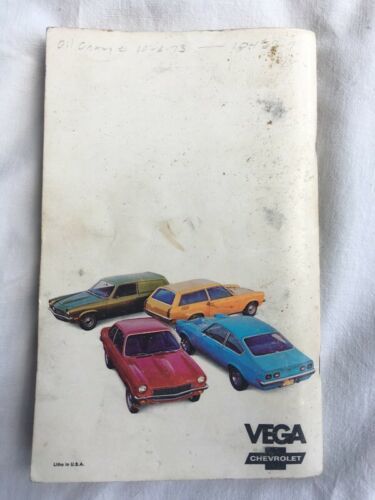 Oil Change 10-6-73 —
VEGA
CHEVROLET
Litho in U.S.A.